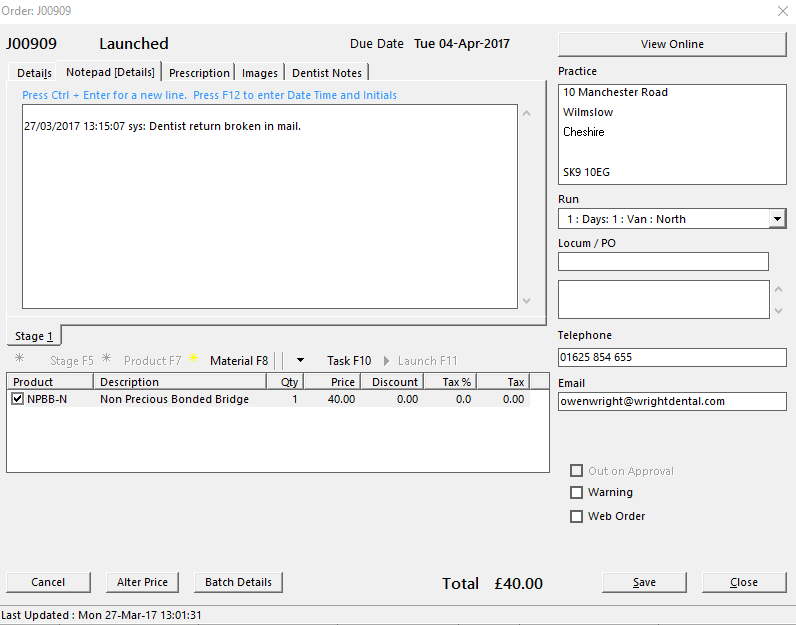 Order: J00909
J00909 Launched Due Date Tue 04-Apr-2017
View Online
Details Notepad [Details] Prescription Images Dentist Notes
Press Ctrl + Enter for a new line. Press F12 to enter Date Time and Initials
27/03/2017 13:15:07 sys: Dentist return broken in mail.
Practice
10 Manchester Road
Wilmslow
Cheshire
SK9 10EG
Run
1 : Days: 1 : Van : North
Locum / PO
Telephone
01625 854 655
Email
owenwright@wrightdental.com
Out on Approval
Warning
Web Order
Stage 1
Stage F5 Product F7 Material F8 Task F10 Launch F11
Product Description Qty Price Discount Tax % Tax
NPBB-N Non Precious Bonded Bridge 1 40.00 0.00 0.0 0.00
Cancel Alter Price Batch Details Total £40.00 Save Close
Last Updated : Mon 27-Mar-17 13:01:31